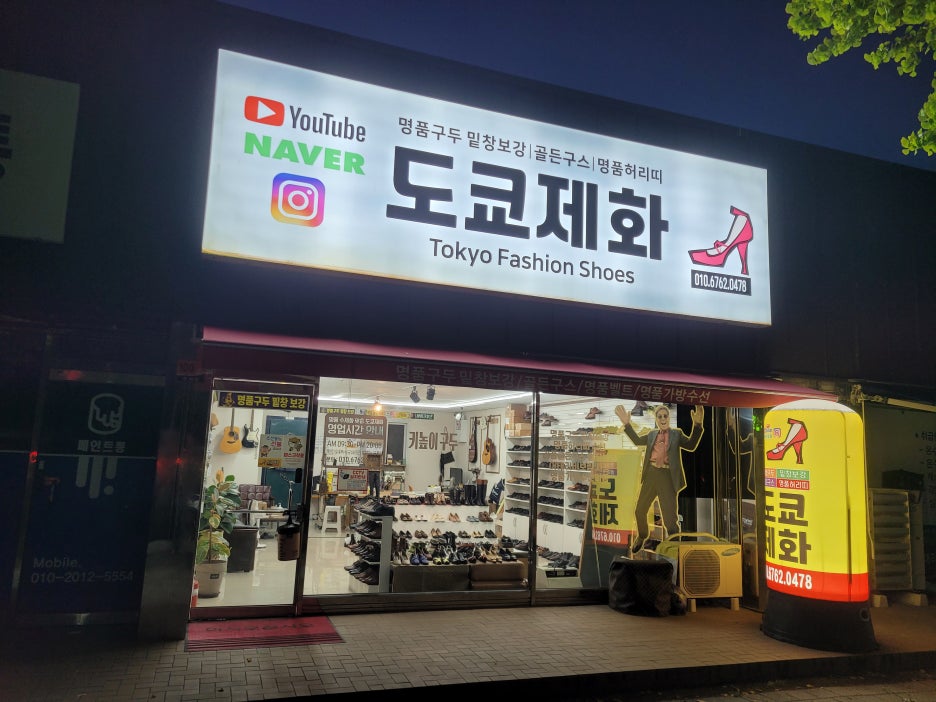 YouTube
NAVER
명품구두 밑창보강|골든구스|명품허리띠
도쿄제화
Tokyo Fashion Shoes
010.6762.0478
명품구두 밑창보강/골든구스/명품벨트/명품가방수선
명품구두 밑창 보강
영업시간
키높이구두
도쿄
제화
.6762.0478
페인트통
Mobile.
010-2012-5554